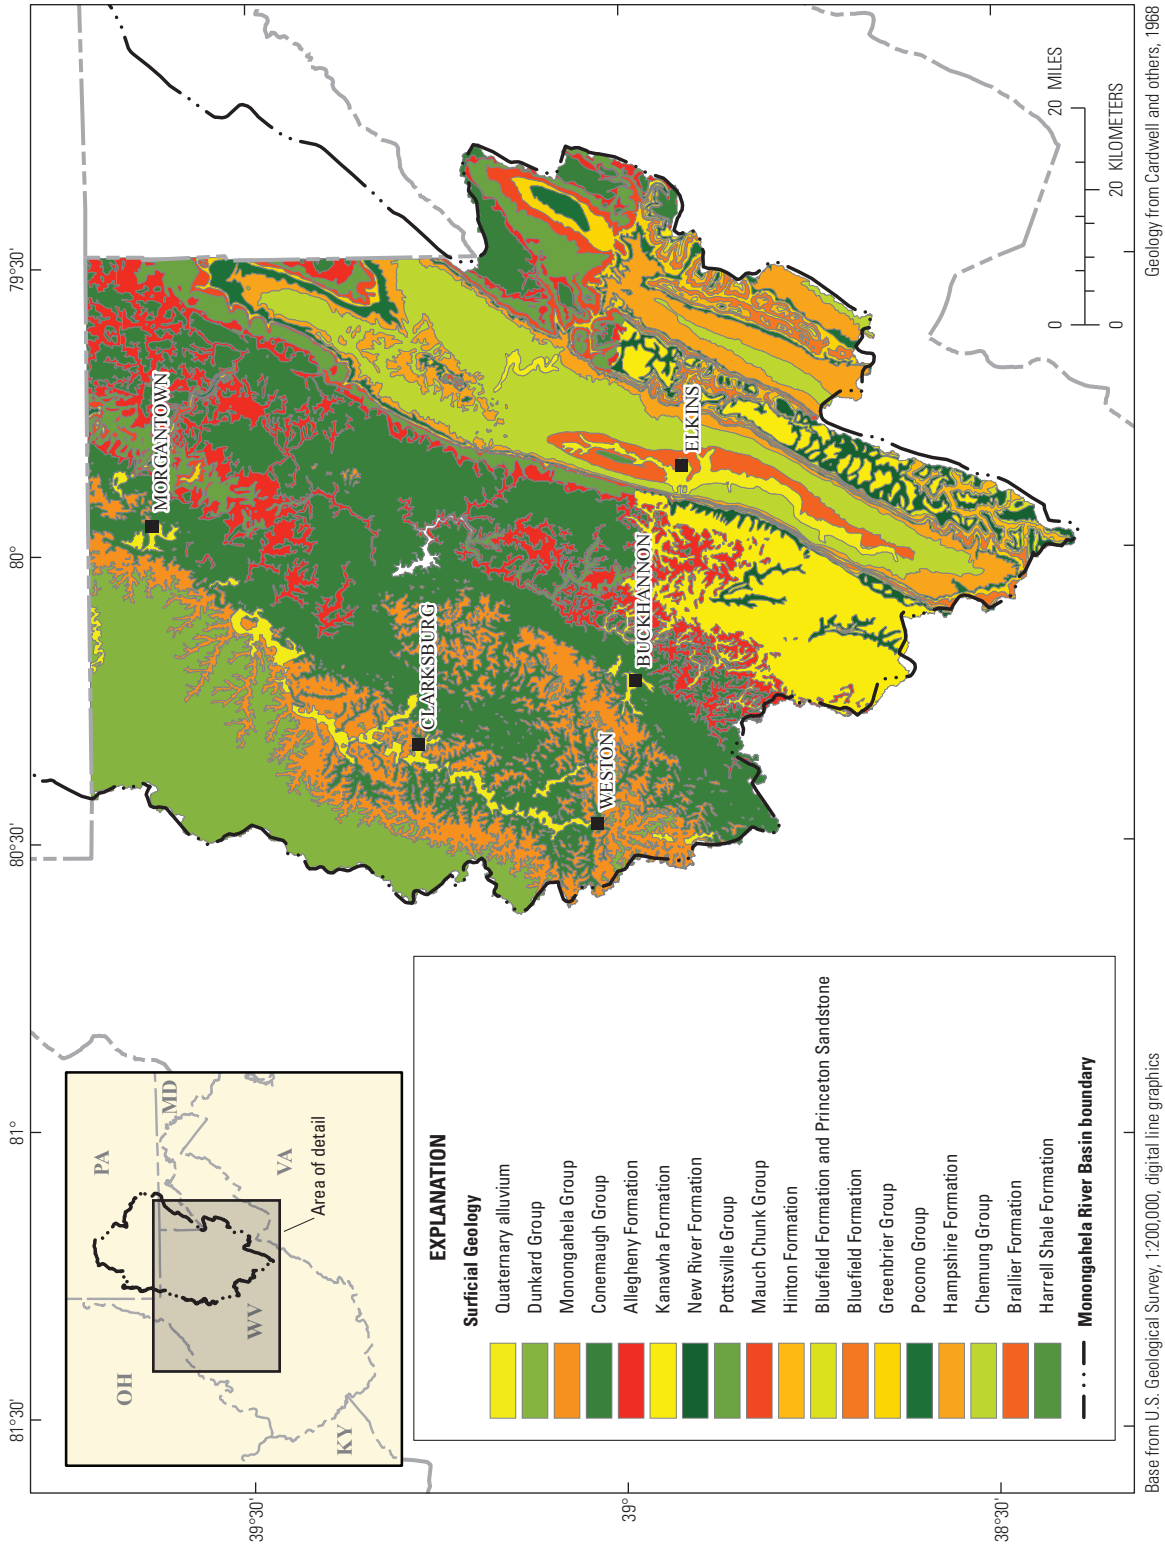 81°30'
81°
80°30'
80°
79°30'
39°30'
39°
38°30'
PA
OH
MD
WV
VA
KY
Area of detail
MORGANTOWN
CLARKSBURG
WESTON
BUCKHANNON
ELKINS
EXPLANATION
Surficial Geology
Quaternary alluvium
Dunkard Group
Monongahela Group
Conemaugh Group
Allegheny Formation
Kanawha Formation
New River Formation
Pottsville Group
Mauch Chunk Group
Hinton Formation
Bluefield Formation and Princeton Sandstone
Bluefield Formation
Greenbrier Group
Pocono Group
Hampshire Formation
Chemung Group
Brallier Formation
Harrell Shale Formation
Monongahela River Basin boundary
0 20 MILES
0 20 KILOMETERS
Base from U.S. Geological Survey, 1:200,000, digital line graphics
Geology from Cardwell and others, 1968